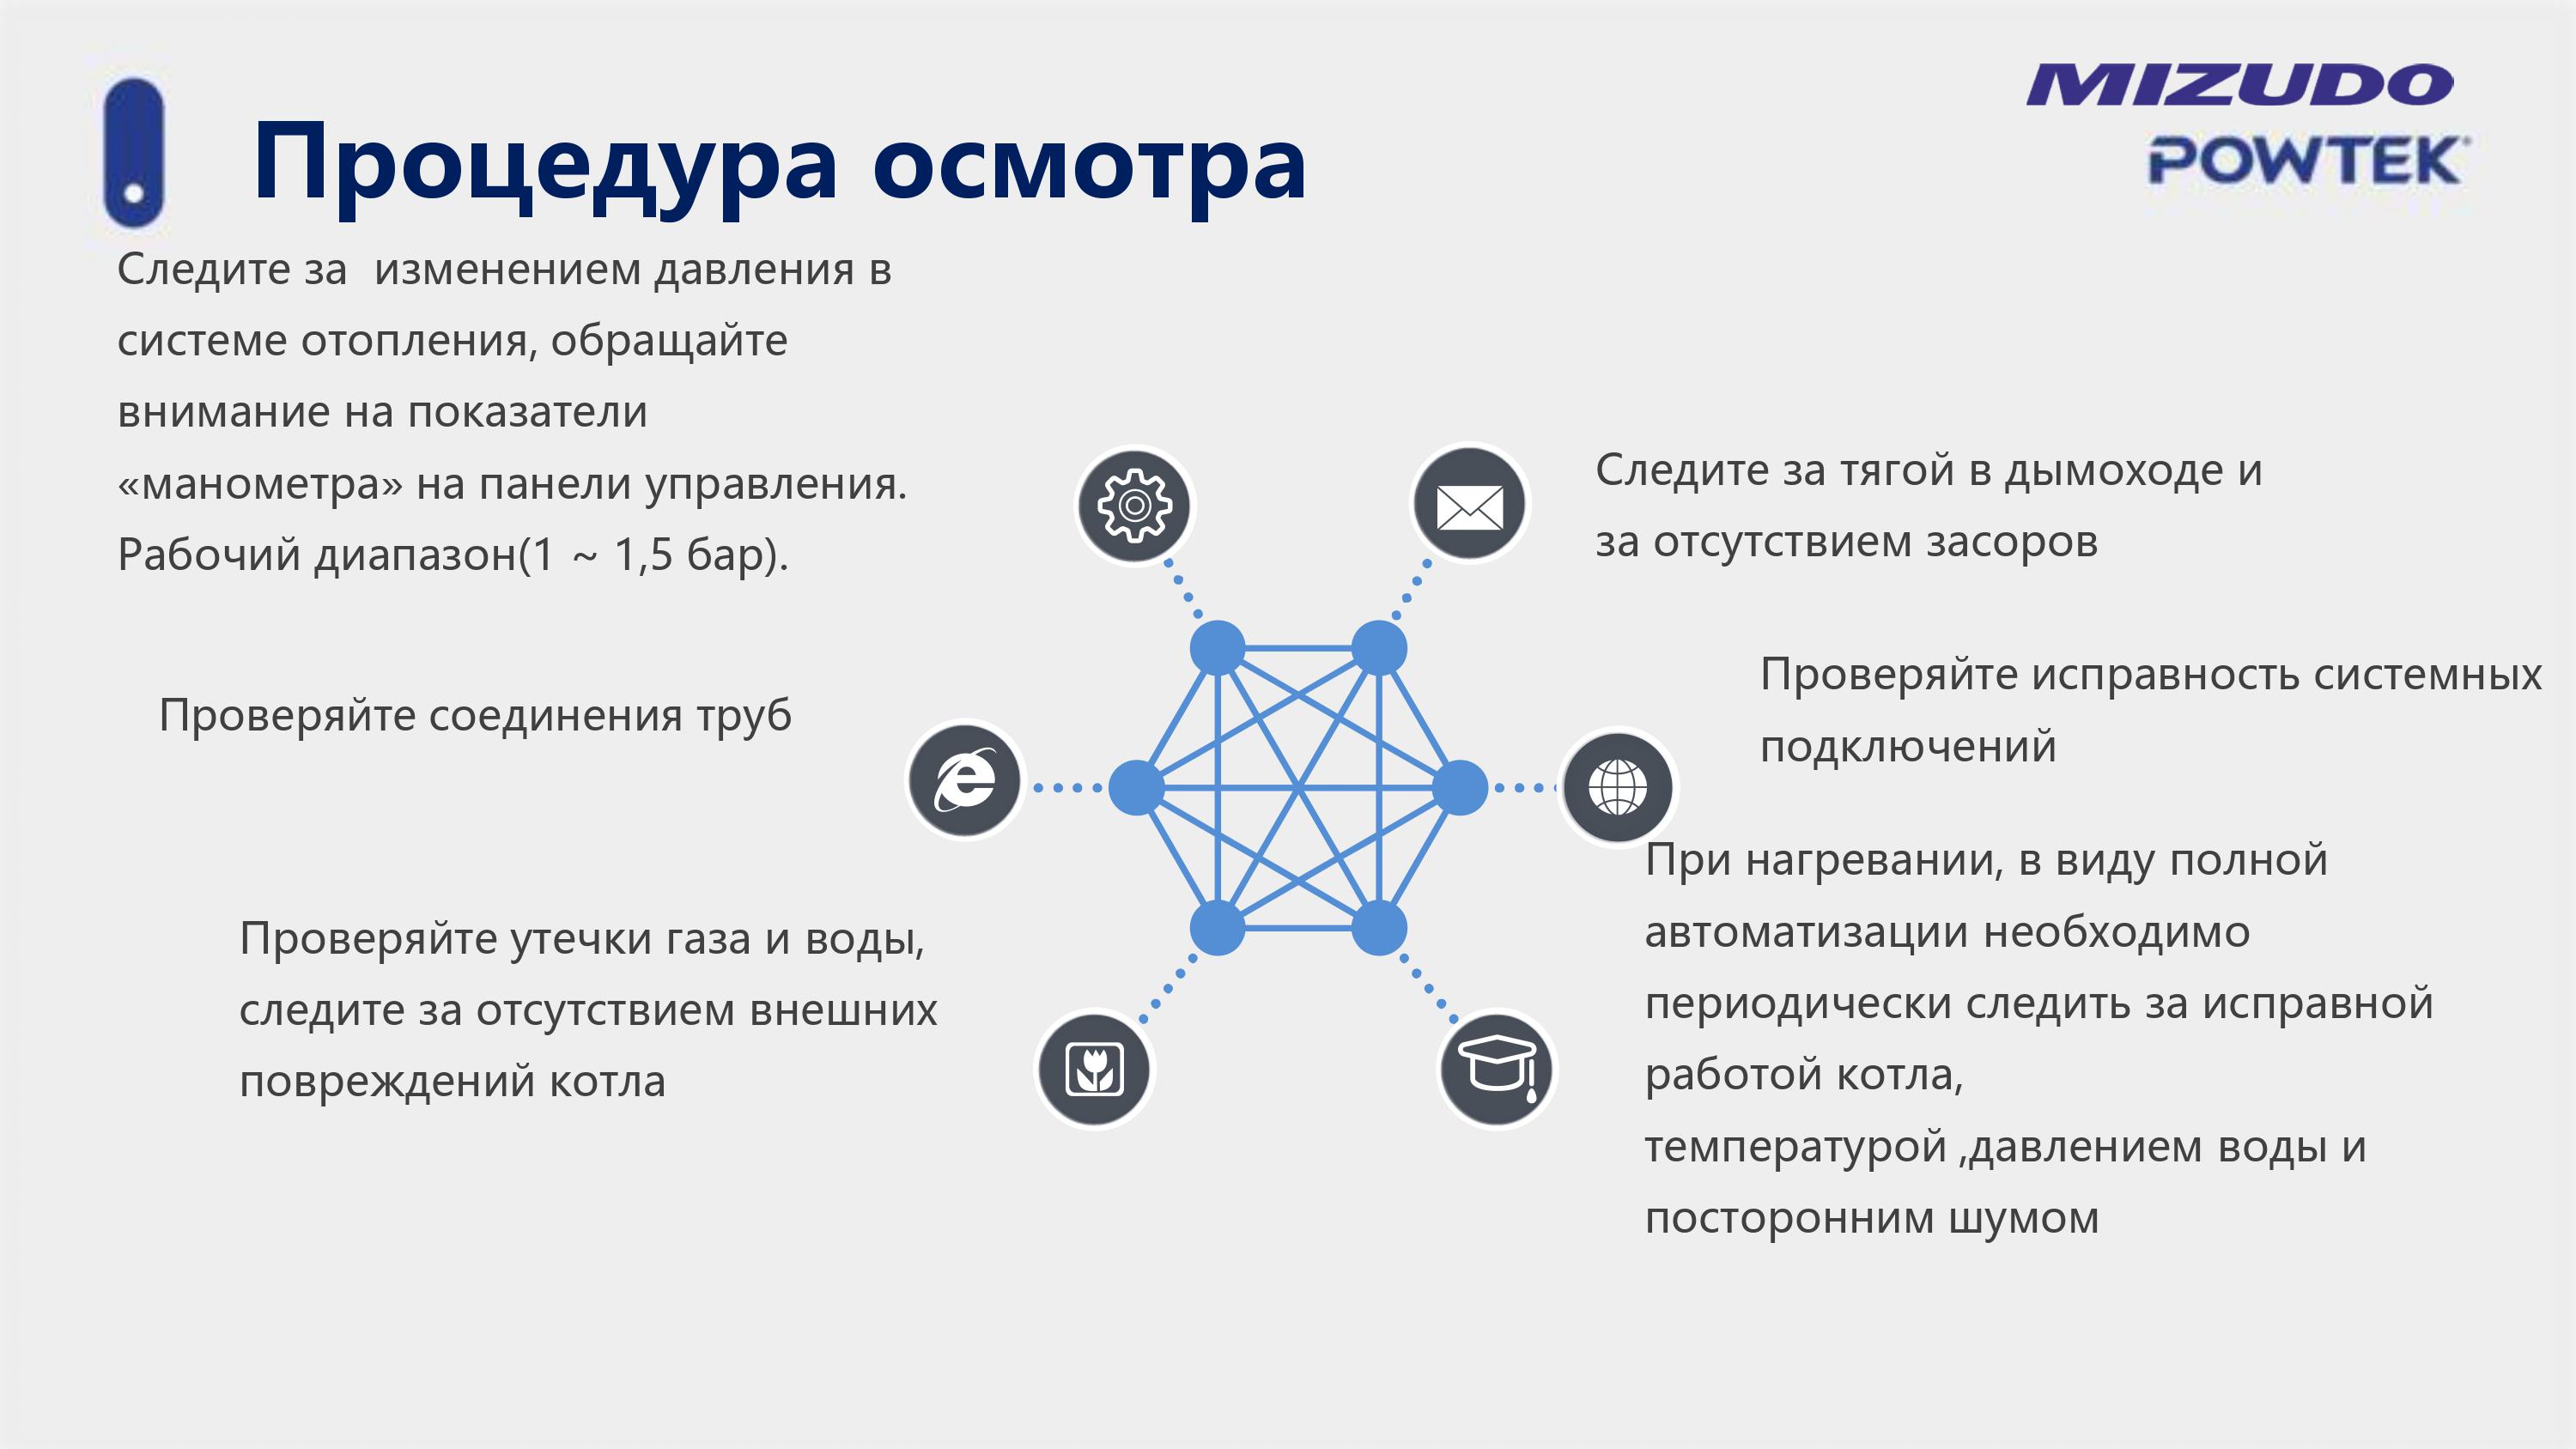 MIZUDO
POWTEK
Процедура осмотра
Следите за  изменением давления в
системе отопления, обращайте
внимание на показатели
«манометра» на панели управления.
Рабочий диапазон(1 ~ 1,5 бар).
Проверяйте соединения труб
Проверяйте утечки газа и воды,
следите за отсутствием внешних
повреждений котла
Следите за тягой в дымоходе и
за отсутствием засоров
Проверяйте исправность системных
подключений
При нагревании, в виду полной
автоматизации необходимо
периодически следить за исправной
работой котла,
температурой ,давлением воды и
посторонним шумом